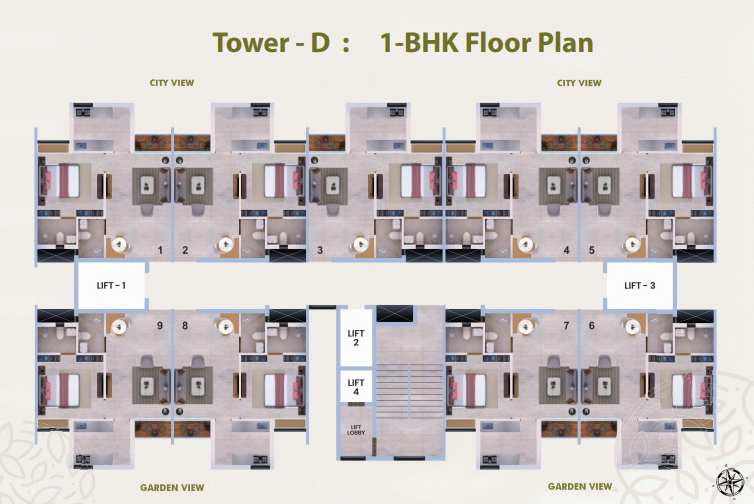 Tower - D : 1-BHK Floor Plan
CITY VIEW
CITY VIEW
1
2
3
4
5
LIFT - 1
LIFT - 3
9
8
7
6
LIFT
2
LIFT
4
LIFT
LOBBY
GARDEN VIEW
GARDEN VIEW